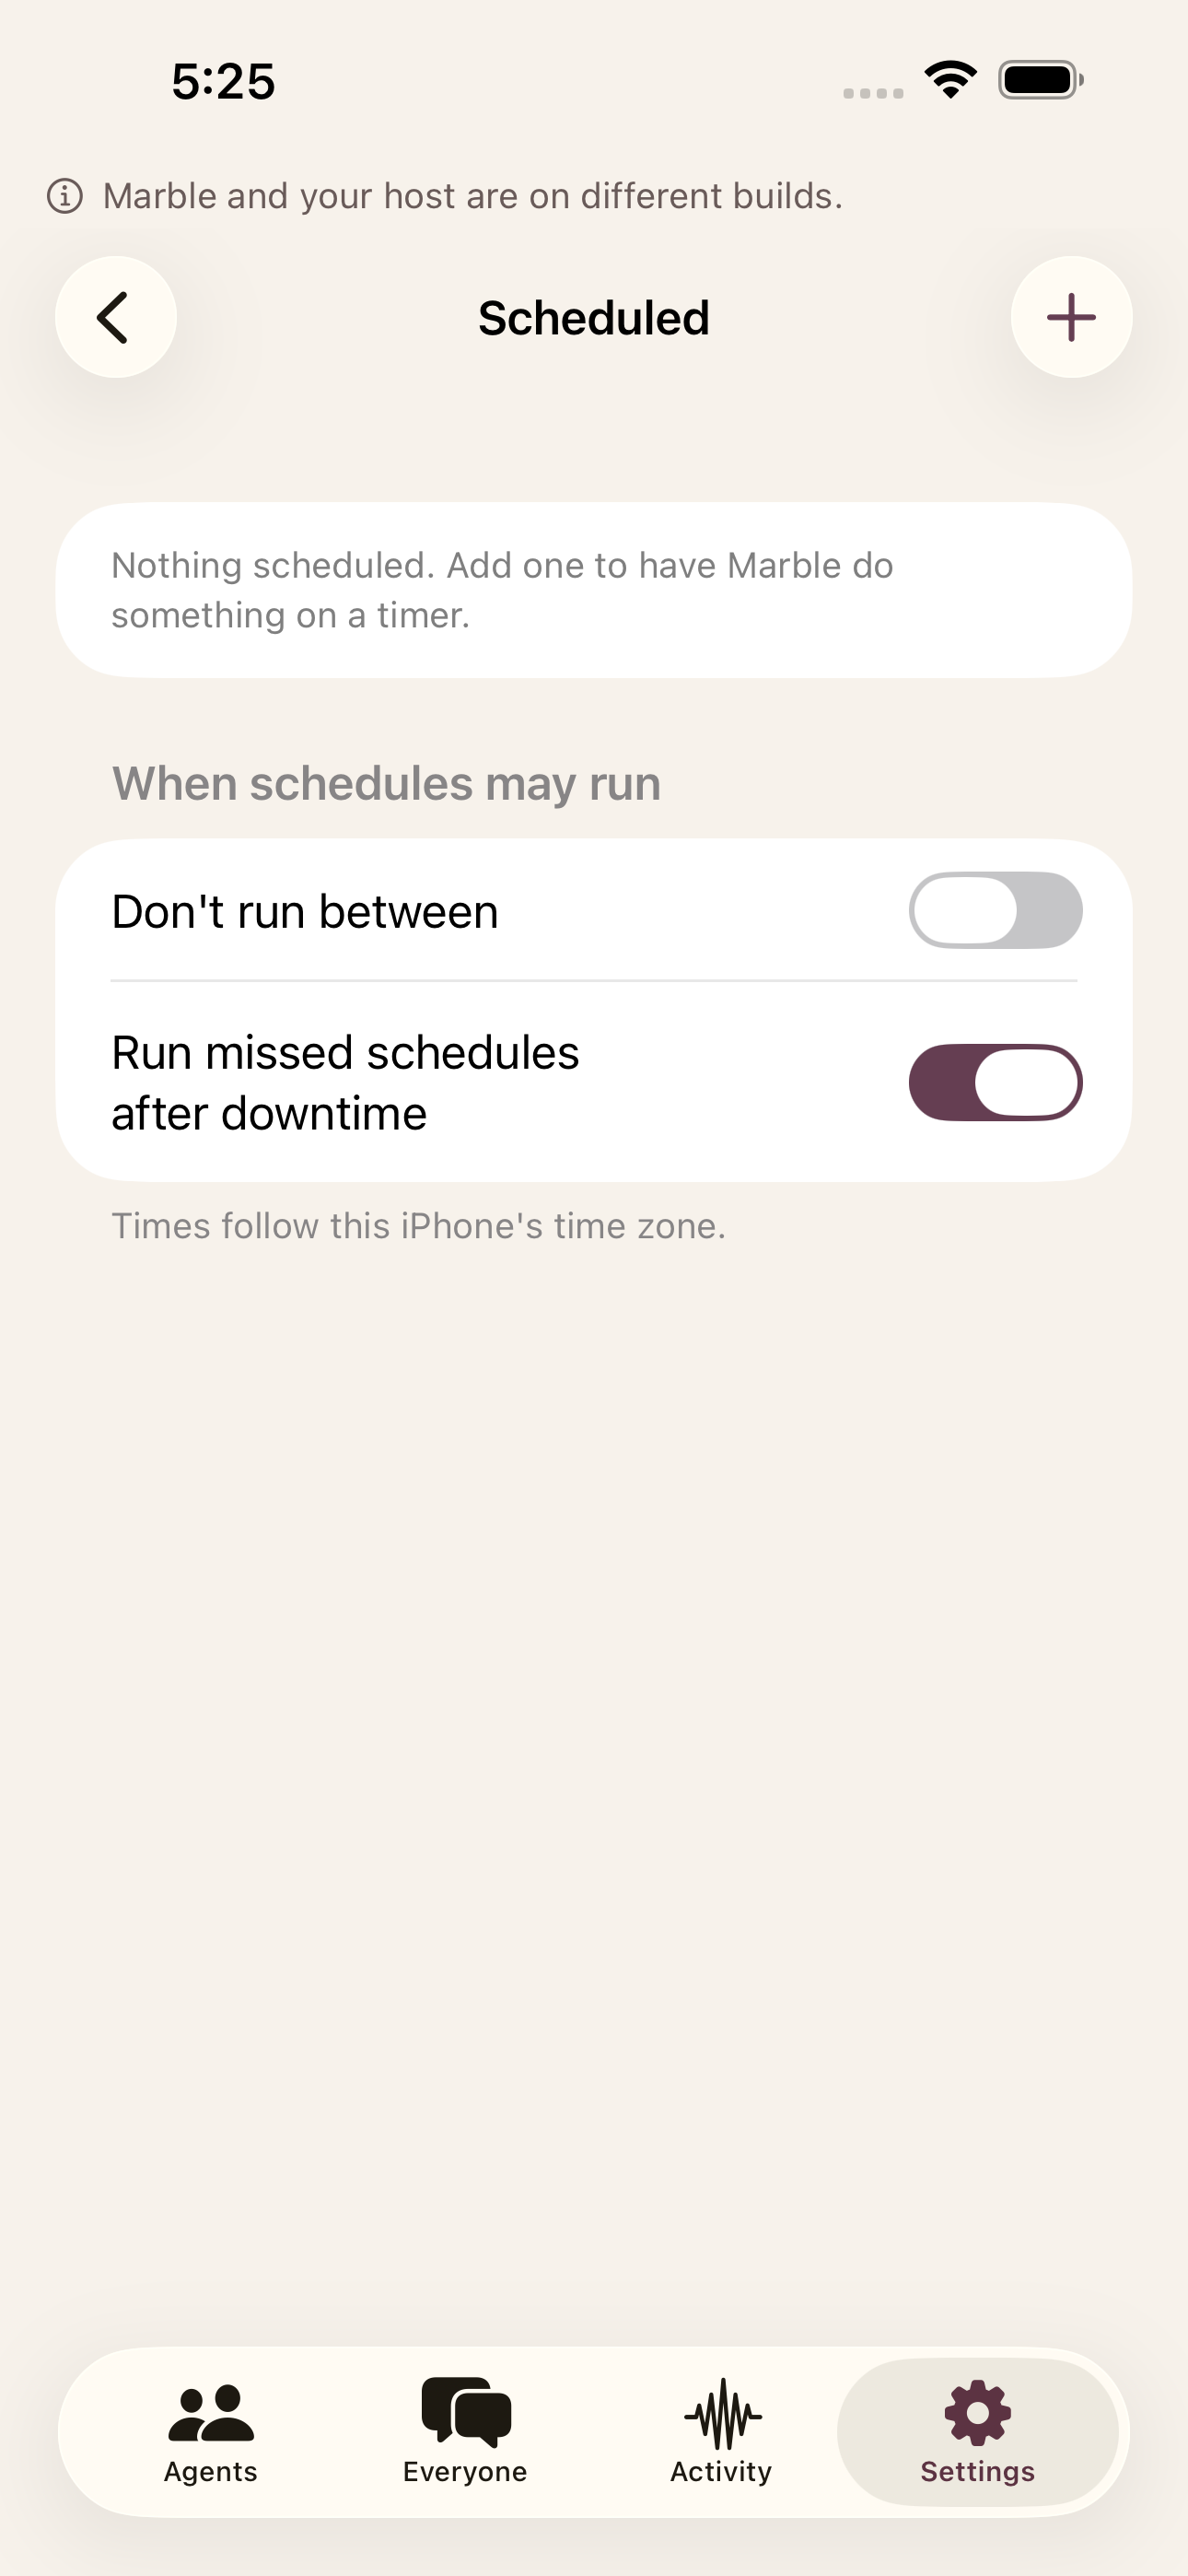 5:25
Marble and your host are on different builds.
Scheduled
Nothing scheduled. Add one to have Marble do
something on a timer.
When schedules may run
Don't run between
Run missed schedules
after downtime
Times follow this iPhone's time zone.
Agents
Everyone
Activity
Settings